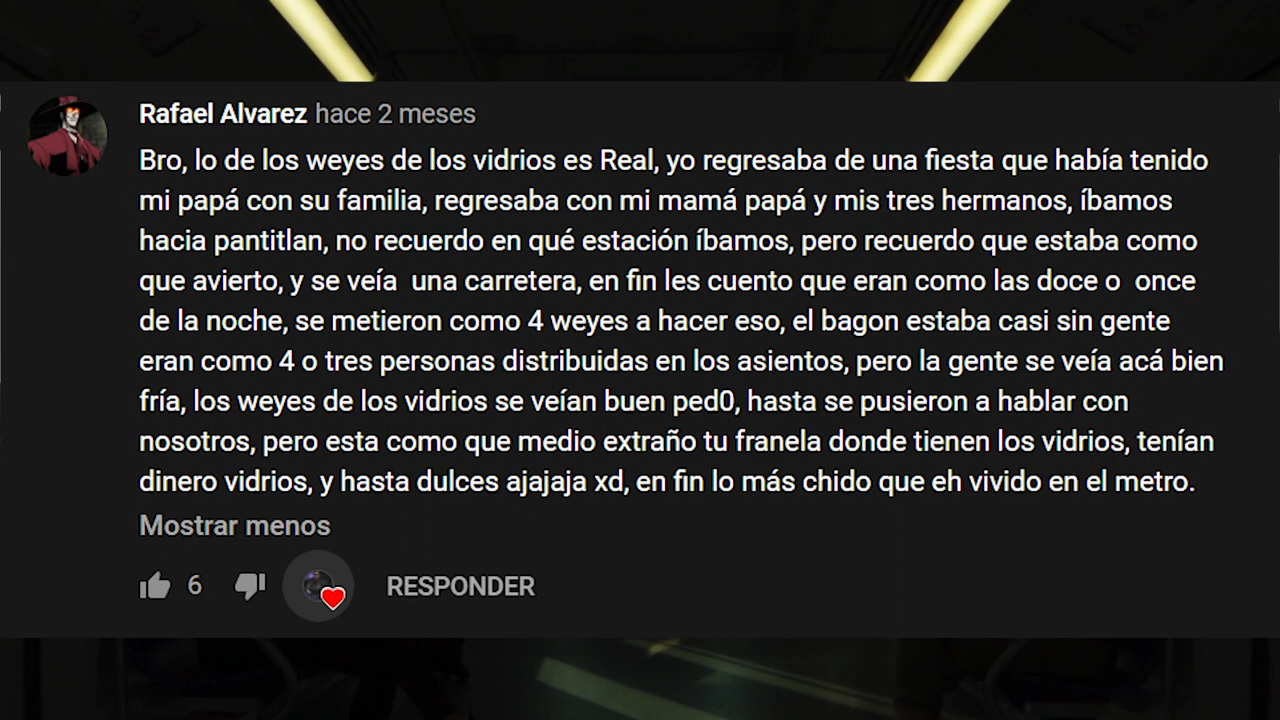 Rafael Alvarez hace 2 meses
Bro, lo de los weyes de los vidrios es Real, yo regresaba de una fiesta que había tenido
mi papá con su familia, regresaba con mi mamá papá y mis tres hermanos, íbamos
hacia pantitlan, no recuerdo en qué estación íbamos, pero recuerdo que estaba como
que avierto, y se veía  una carretera, en fin les cuento que eran como las doce o  once
de la noche, se metieron como 4 weyes a hacer eso, el bagon estaba casi sin gente
eran como 4 o tres personas distribuidas en los asientos, pero la gente se veía acá bien
fría, los weyes de los vidrios se veían buen ped0, hasta se pusieron a hablar con
nosotros, pero esta como que medio extraño tu franela donde tienen los vidrios, tenían
dinero vidrios, y hasta dulces ajajaja xd, en fin lo más chido que eh vivido en el metro.
Mostrar menos
6 RESPONDER